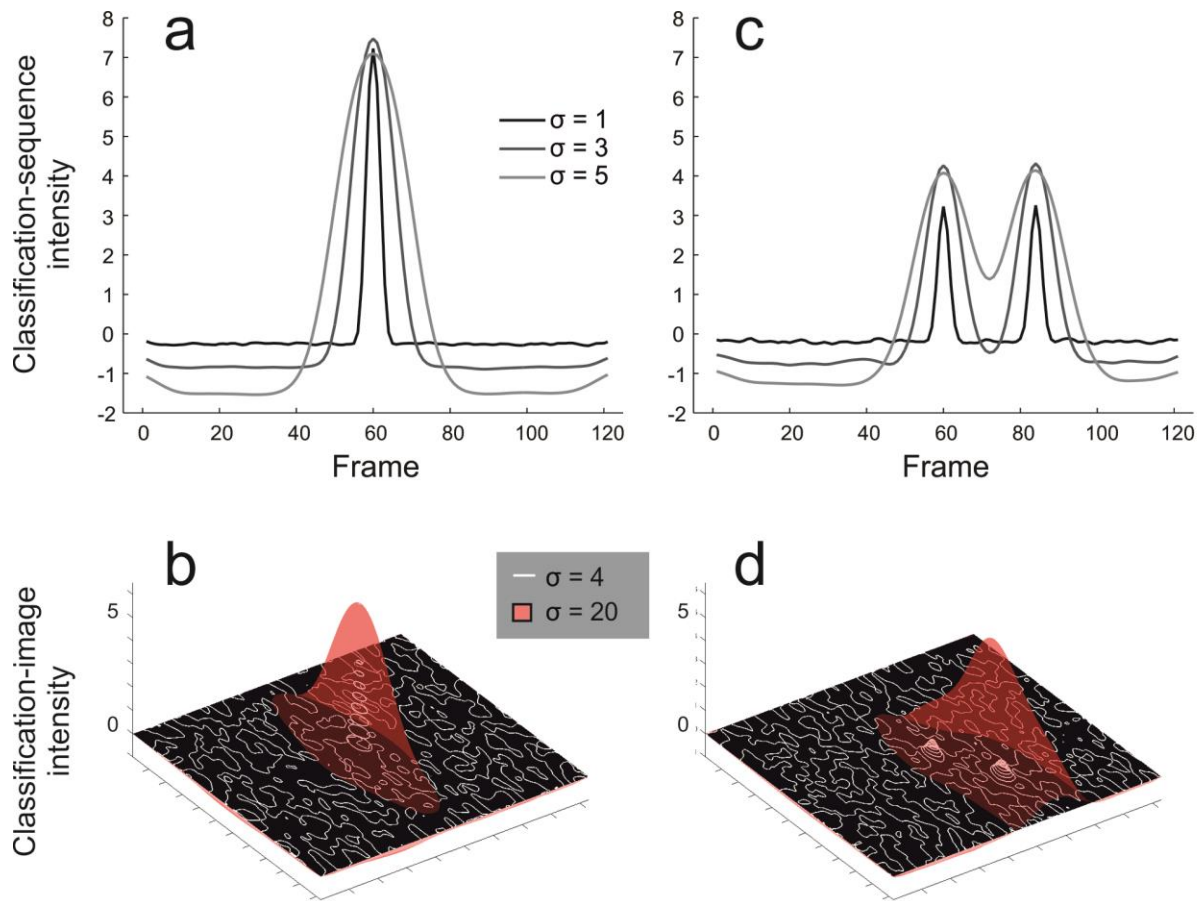 a
c
8
7
6
5
4
3
2
1
0
-1
-2
8
7
6
5
4
3
2
1
0
-1
-2
σ = 1
σ = 3
σ = 5
0 20 40 60 80 100 120
0 20 40 60 80 100 120
Frame
Frame
Classification-sequence
intensity
b
d
σ = 4
σ = 20
5
0
5
0
Classification-image
intensity